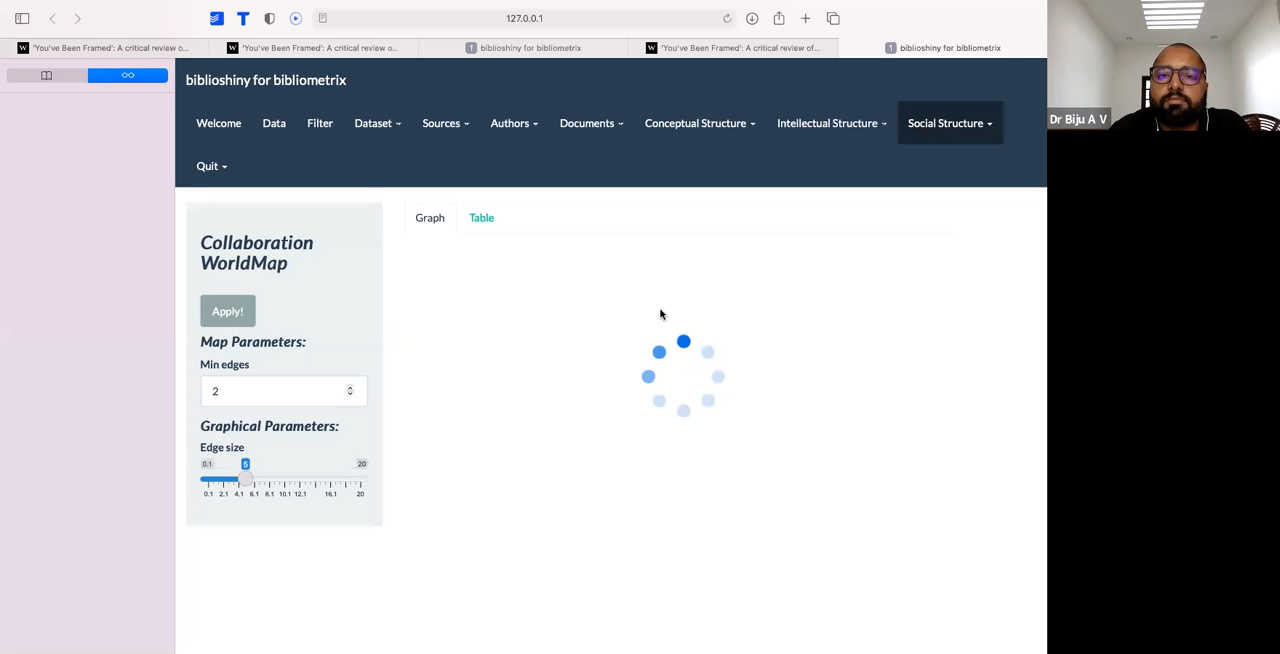 127.0.0.1
'You've Been Framed': A critical review o...
'You've Been Framed': A critical review o...
1 biblioshiny for bibliometrix
'You've Been Framed': A critical review of...
1 biblioshiny for bibliometrix
biblioshiny for bibliometrix
Welcome Data Filter Dataset Sources Authors Documents Conceptual Structure Intellectual Structure Social Structure
Quit
Dr Biju A V
Graph Table
Collaboration
WorldMap
Apply!
Map Parameters:
Min edges
2
Graphical Parameters:
Edge size
0.1 5 20
0.1 2.1 4.1 6.1 8.1 10.1 12.1 16.1 20